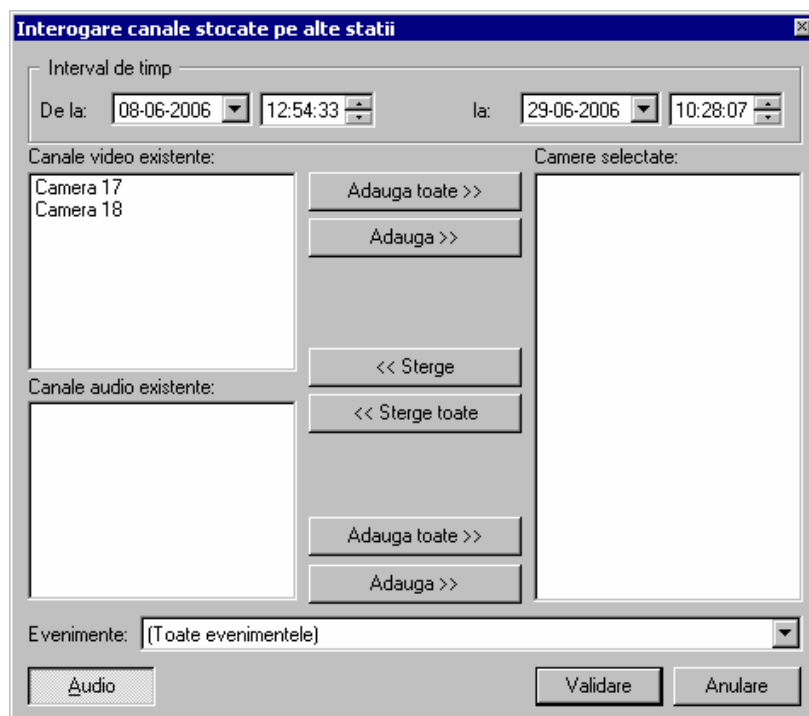 Interogare canale stocate pe alte statii
Interval de timp
De la: 08-06-2006 12:54:33 la: 29-06-2006 10:28:07
Canale video existente: Camere selectate:
Camera 17
Camera 18
Adauga toate >>
Adauga >>
<< Sterge
Canale audio existente:
<< Sterge toate
Adauga toate >>
Adauga >>
Evenimente: (Toate evenimentele)
Audio Validare Anulare